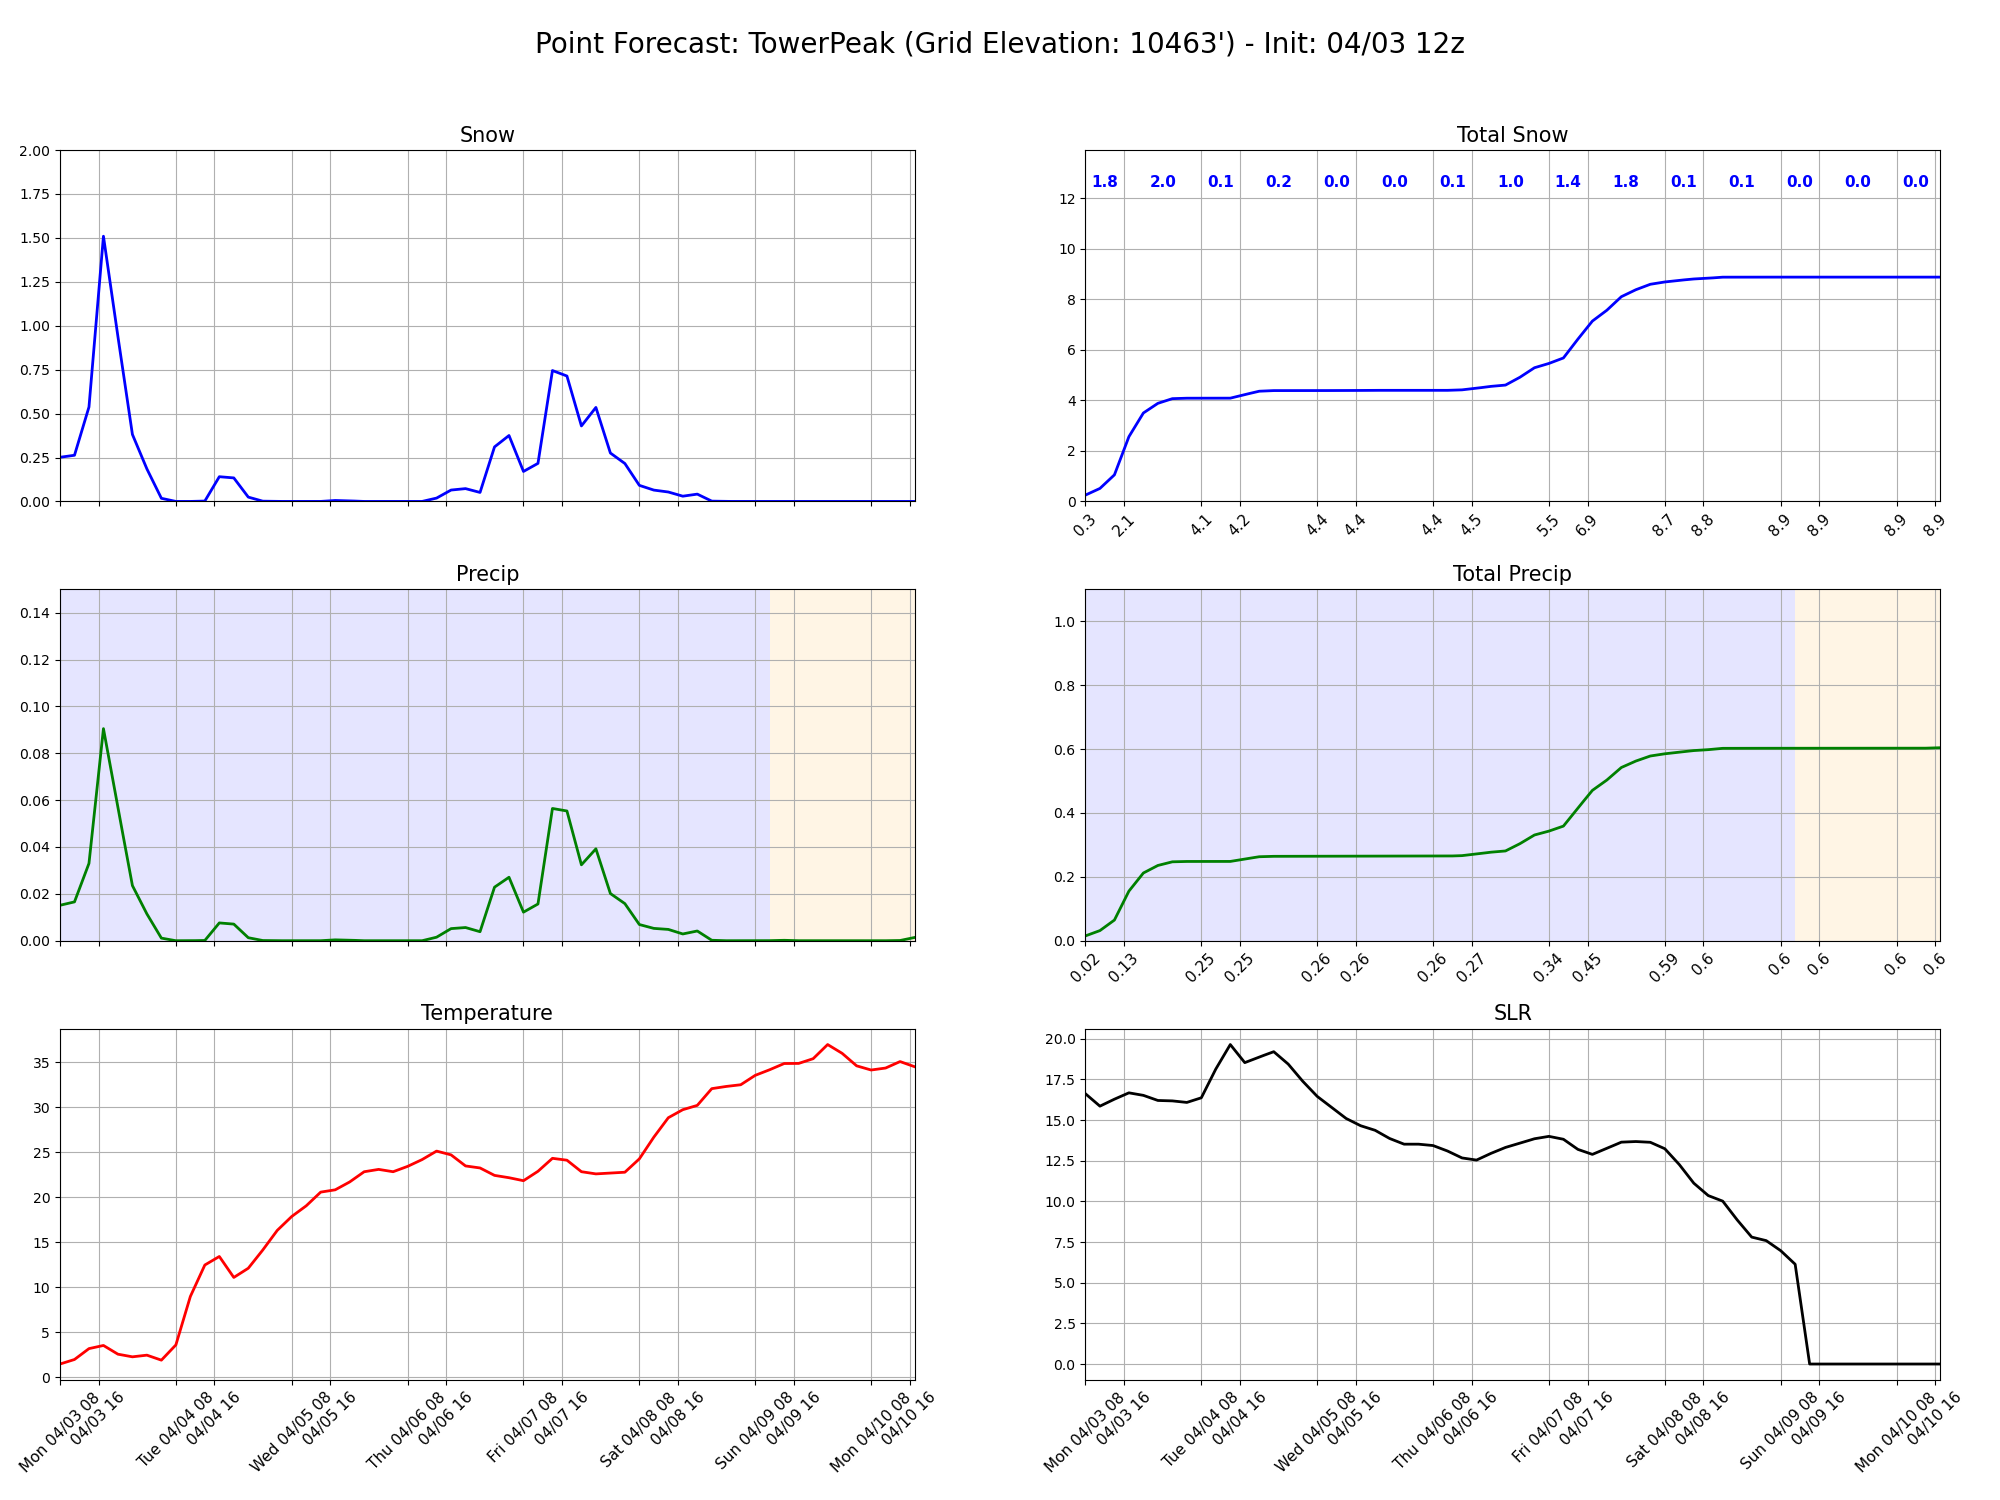 Point Forecast: TowerPeak (Grid Elevation: 10463') - Init: 04/03 12z
Snow
2.00
1.75
1.50
1.25
1.00
0.75
0.50
0.25
0.00
Total Snow
1.8 2.0 0.1 0.2 0.0 0.0 0.1 1.0 1.4 1.8 0.1 0.1 0.0 0.0 0.0
12
10
8
6
4
2
0
0.3 2.1 4.1 4.2 4.4 4.4 4.4 4.5 5.5 6.9 8.7 8.8 8.9 8.9 8.9 8.9
Precip
0.14
0.12
0.10
0.08
0.06
0.04
0.02
0.00
Total Precip
1.0
0.8
0.6
0.4
0.2
0.0
0.02 0.13 0.25 0.25 0.26 0.26 0.26 0.27 0.34 0.45 0.59 0.6 0.6 0.6 0.6 0.6
Temperature
35
30
25
20
15
10
5
0
Mon 04/03 08
04/03 16
Tue 04/04 08
04/04 16
Wed 04/05 08
04/05 16
Thu 04/06 08
04/06 16
Fri 04/07 08
04/07 16
Sat 04/08 08
04/08 16
Sun 04/09 08
04/09 16
Mon 04/10 08
04/10 16
SLR
20.0
17.5
15.0
12.5
10.0
7.5
5.0
2.5
0.0
Mon 04/03 08
04/03 16
Tue 04/04 08
04/04 16
Wed 04/05 08
04/05 16
Thu 04/06 08
04/06 16
Fri 04/07 08
04/07 16
Sat 04/08 08
04/08 16
Sun 04/09 08
04/09 16
Mon 04/10 08
04/10 16